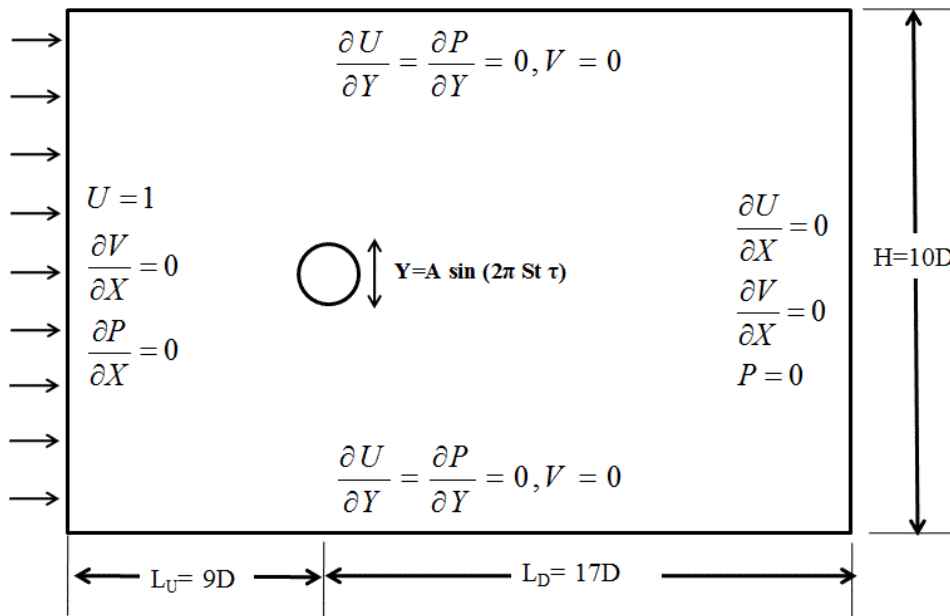 ∂U/∂Y = ∂P/∂Y = 0, V = 0
U = 1
∂V/∂X = 0
∂P/∂X = 0
Y=A sin (2π St τ)
∂U/∂X = 0
∂V/∂X = 0
P = 0
H=10D
∂U/∂Y = ∂P/∂Y = 0, V = 0
L_U= 9D
L_D= 17D